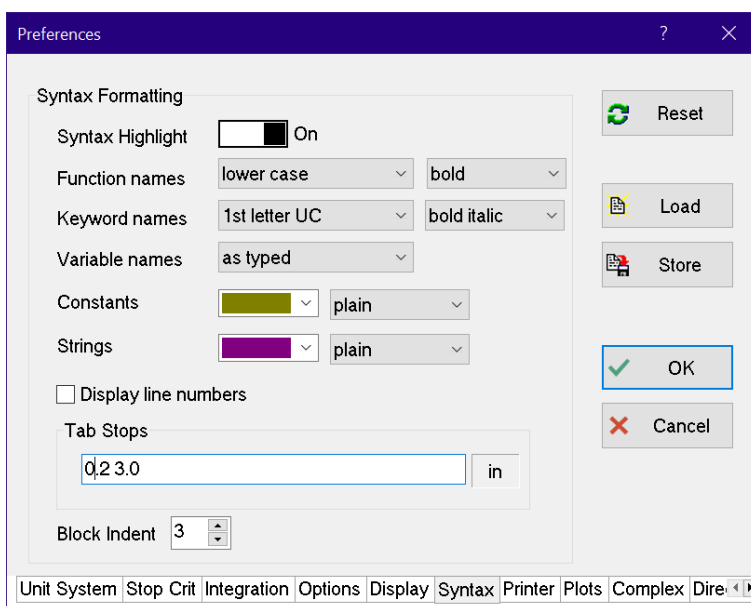 Preferences ?
Syntax Formatting
Syntax Highlight On
Function names lower case bold
Keyword names 1st letter UC bold italic
Variable names as typed
Constants plain
Strings plain
Display line numbers
Tab Stops
0.2 3.0 in
Block Indent 3
Reset
Load
Store
OK
Cancel
Unit System Stop Crit Integration Options Display Syntax Printer Plots Complex Dire